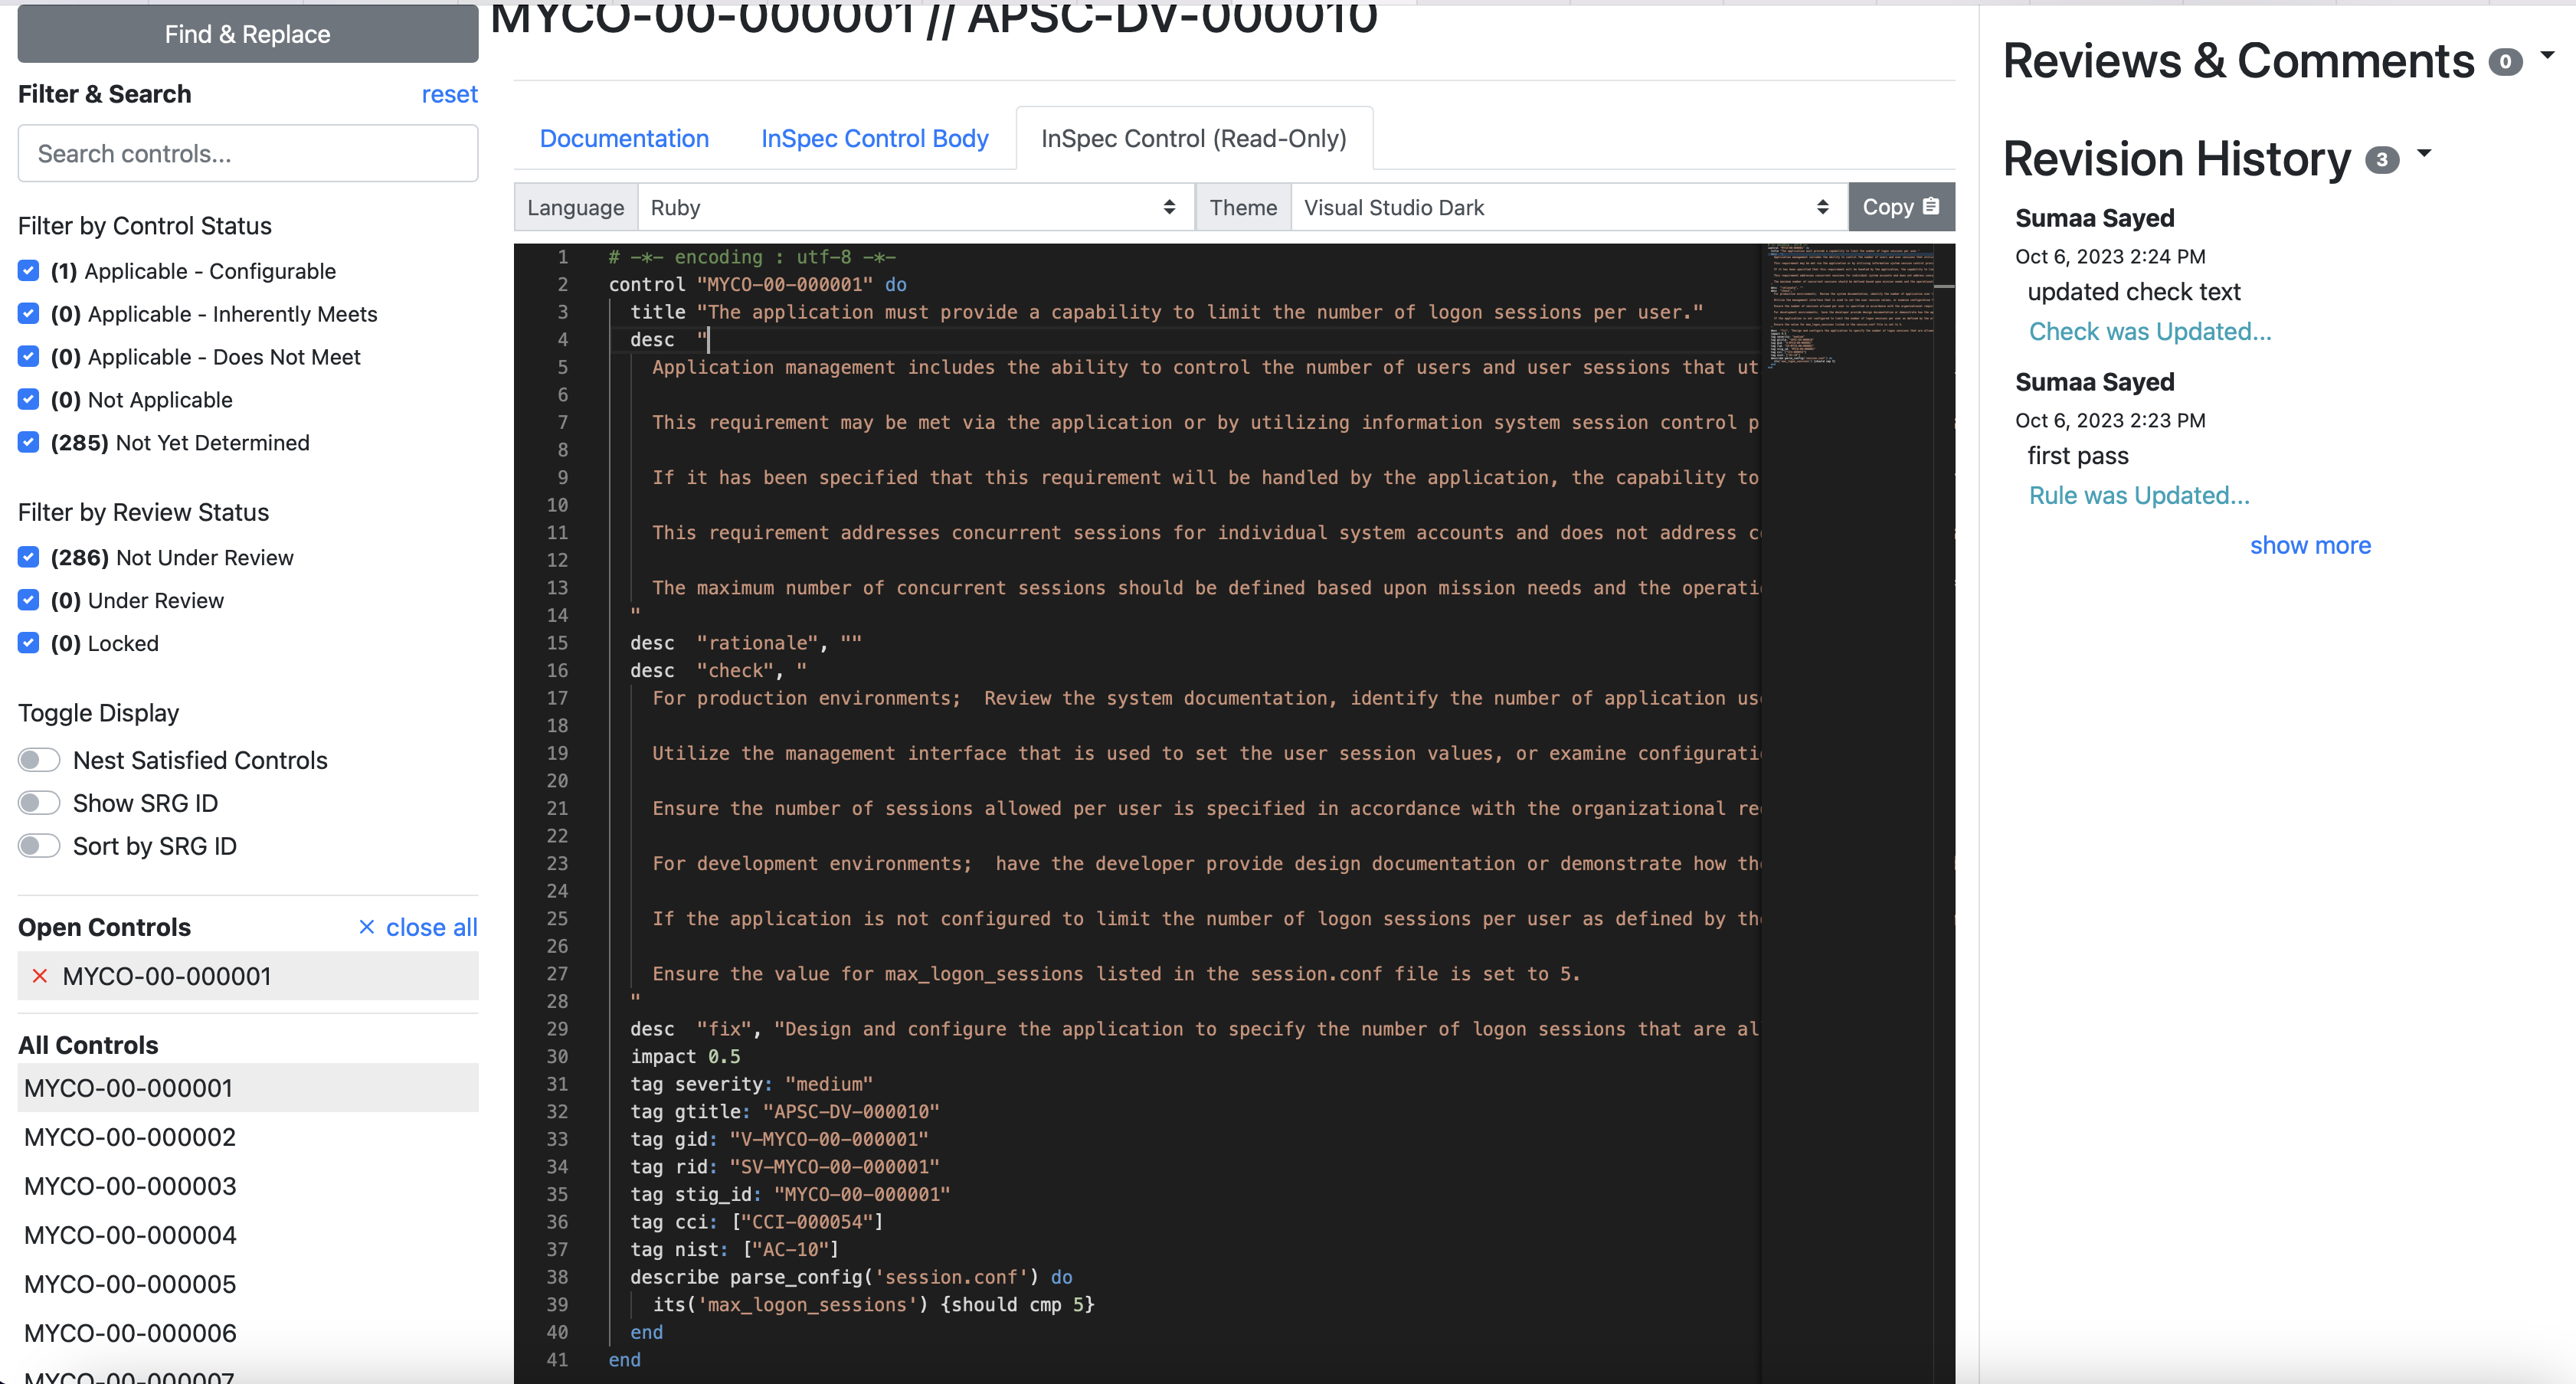 Find & Replace
Filter & Search reset
Search controls...
Filter by Control Status
(1) Applicable - Configurable
(0) Applicable - Inherently Meets
(0) Applicable - Does Not Meet
(0) Not Applicable
(285) Not Yet Determined
Filter by Review Status
(286) Not Under Review
(0) Under Review
(0) Locked
Toggle Display
Nest Satisfied Controls
Show SRG ID
Sort by SRG ID
Open Controls × close all
× MYCO-00-000001
All Controls
MYCO-00-000001
MYCO-00-000002
MYCO-00-000003
MYCO-00-000004
MYCO-00-000005
MYCO-00-000006
MYCO-00-000007
MYCO-00-000001 // APSC-DV-000010
Documentation InSpec Control Body InSpec Control (Read-Only)
Language Ruby Theme Visual Studio Dark Copy
1 # -*- encoding : utf-8 -*-
2 control "MYCO-00-000001" do
3 title "The application must provide a capability to limit the number of logon sessions per user."
4 desc "
5 Application management includes the ability to control the number of users and user sessions that ut
6
7 This requirement may be met via the application or by utilizing information system session control p
8
9 If it has been specified that this requirement will be handled by the application, the capability to
10
11 This requirement addresses concurrent sessions for individual system accounts and does not address c
12
13 The maximum number of concurrent sessions should be defined based upon mission needs and the operati
14 "
15 desc "rationale", ""
16 desc "check", "
17 For production environments; Review the system documentation, identify the number of application us
18
19 Utilize the management interface that is used to set the user session values, or examine configurati
20
21 Ensure the number of sessions allowed per user is specified in accordance with the organizational re
22
23 For development environments; have the developer provide design documentation or demonstrate how th
24
25 If the application is not configured to limit the number of logon sessions per user as defined by th
26
27 Ensure the value for max_logon_sessions listed in the session.conf file is set to 5.
28 "
29 desc "fix", "Design and configure the application to specify the number of logon sessions that are al
30 impact 0.5
31 tag severity: "medium"
32 tag gtitle: "APSC-DV-000010"
33 tag gid: "V-MYCO-00-000001"
34 tag rid: "SV-MYCO-00-000001"
35 tag stig_id: "MYCO-00-000001"
36 tag cci: ["CCI-000054"]
37 tag nist: ["AC-10"]
38 describe parse_config('session.conf') do
39 its('max_logon_sessions') {should cmp 5}
40 end
41 end
Reviews & Comments 0
Revision History 3
Sumaa Sayed
Oct 6, 2023 2:24 PM
updated check text
Check was Updated...
Sumaa Sayed
Oct 6, 2023 2:23 PM
first pass
Rule was Updated...
show more